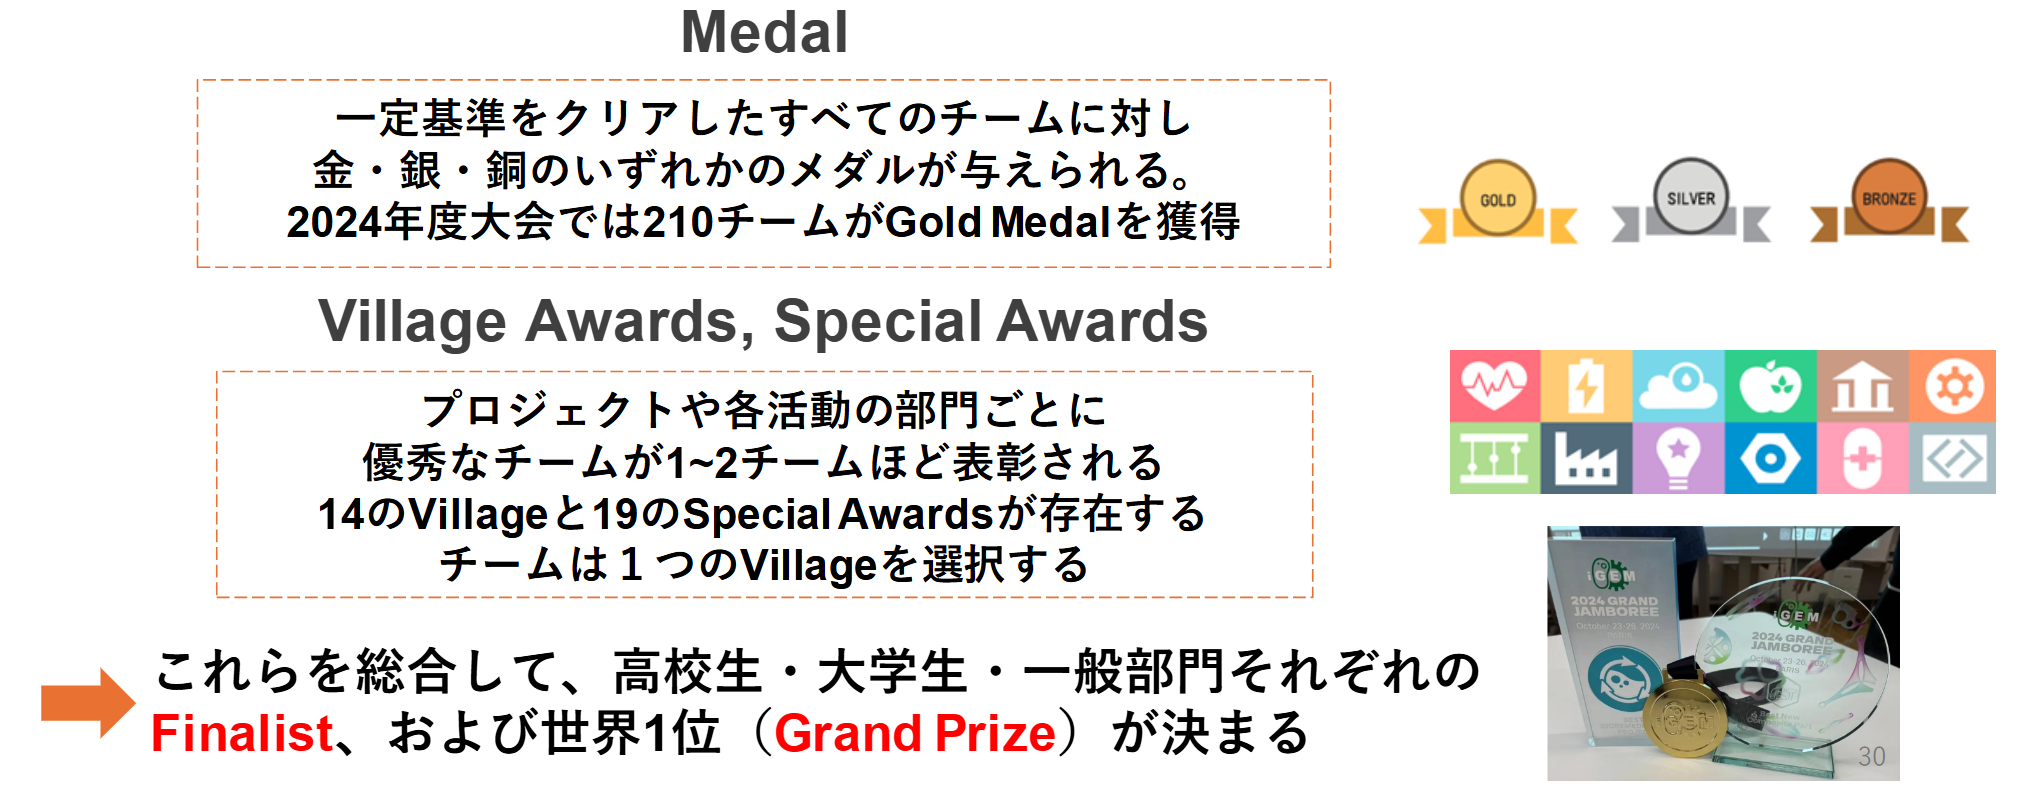 Medal
一定基準をクリアしたすべてのチームに対し
金・銀・銅のいずれかのメダルが与えられる。
2024年度大会では210チームがGold Medalを獲得
GOLD
SILVER
BRONZE
Village Awards, Special Awards
プロジェクトや各活動の部門ごとに
優秀なチームが1~2チームほど表彰される
14のVillageと19のSpecial Awardsが存在する
チームは１つのVillageを選択する
これらを総合して、高校生・大学生・一般部門それぞれの
Finalist、および世界1位（Grand Prize）が決まる
iGEM
2024 GRAND
JAMBOREE
October 23-26, 2024
PARIS
iGEM
2024 GRAND
JAMBOREE
October 23-26, 2024
PARIS
30